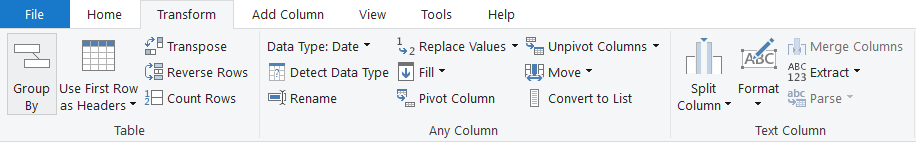 File Home Transform Add Column View Tools Help
Group By
Use First Row as Headers
Transpose
Reverse Rows
Count Rows
Table
Data Type: Date
Detect Data Type
Rename
1 2 Replace Values
Fill
Pivot Column
Unpivot Columns
Move
Convert to List
Any Column
Split Column
ABC Format
Merge Columns
ABC 123 Extract
abc Parse
Text Column